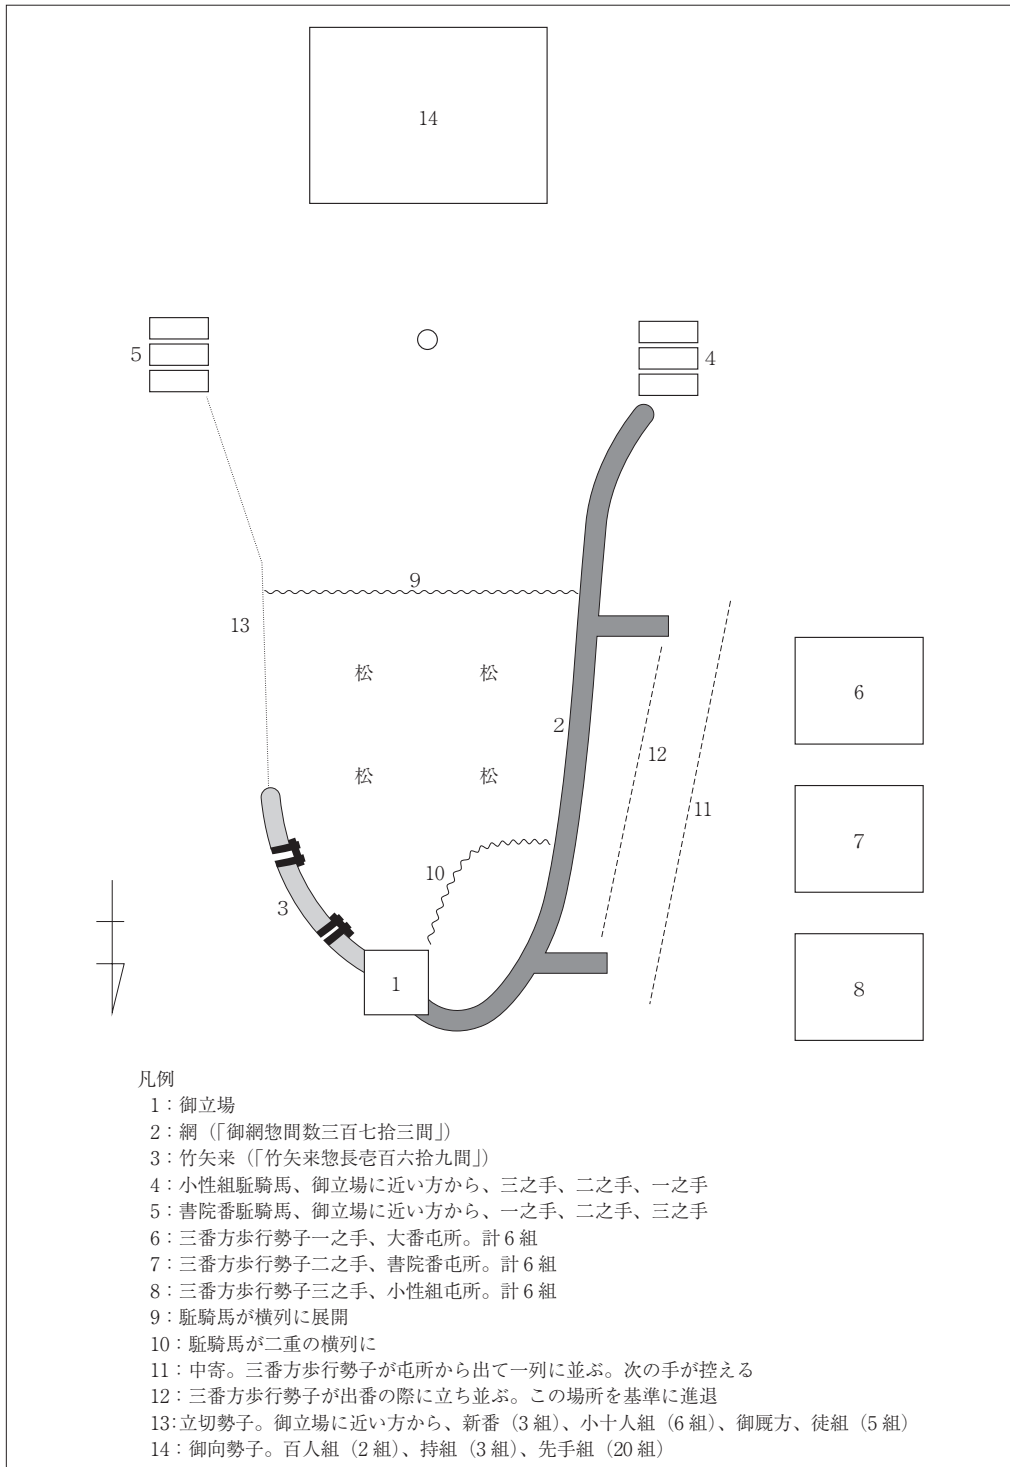 14
5
4
9
13
松 松
6
2
12
松 松
11
7
10
3
1
8
凡例
1:御立場
2:網(「御網惣間数三百七拾三間」)
3:竹矢来(「竹矢来惣長壱百六拾九間」)
4:小性組駈騎馬、御立場に近い方から、三之手、二之手、一之手
5:書院番駈騎馬、御立場に近い方から、一之手、二之手、三之手
6:三番方歩行勢子一之手、大番屯所。計6組
7:三番方歩行勢子二之手、書院番屯所。計6組
8:三番方歩行勢子三之手、小性組屯所。計6組
9:駈騎馬が横列に展開
10:駈騎馬が二重の横列に
11:中寄。三番方歩行勢子が屯所から出て一列に並ぶ。次の手が控える
12:三番方歩行勢子が出番の際に立ち並ぶ。この場所を基準に進退
13:立切勢子。御立場に近い方から、新番(3組)、小十人組(6組)、御厩方、徒組(5組)
14:御向勢子。百人組(2組)、持組(3組)、先手組(20組)